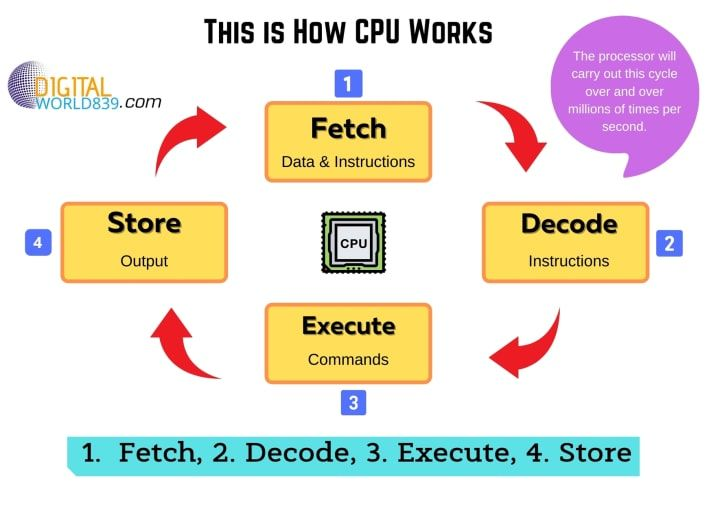 This is How CPU Works
DIGITAL
WORLD839.com
The processor will
carry out this cycle
over and over
millions of times per
second.
1
Fetch
Data & Instructions
4
Store
Output
CPU
Decode
Instructions
2
Execute
Commands
3
1. Fetch, 2. Decode, 3. Execute, 4. Store